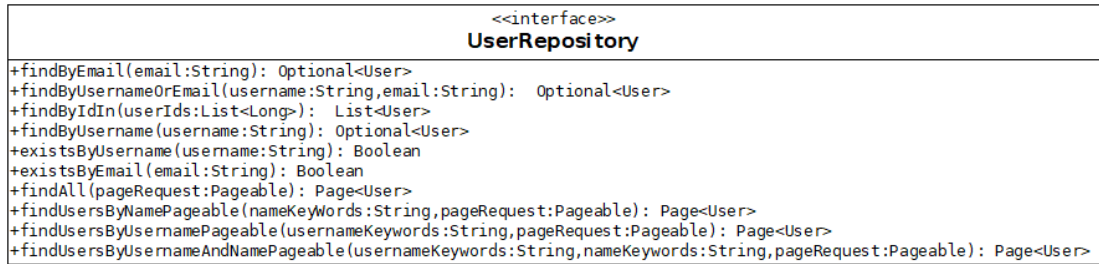 <<interface>>
UserRepository
+findByEmail(email:String): Optional<User>
+findByUsernameOrEmail(username:String,email:String):  Optional<User>
+findByIdIn(userIds:List<Long>):  List<User>
+findByUsername(username:String): Optional<User>
+existsByUsername(username:String): Boolean
+existsByEmail(email:String): Boolean
+findAll(pageRequest:Pageable): Page<User>
+findUsersByNamePageable(nameKeyWords:String,pageRequest:Pageable): Page<User>
+findUsersByUsernamePageable(usernameKeywords:String,pageRequest:Pageable): Page<User>
+findUsersByUsernameAndNamePageable(usernameKeywords:String,nameKeywords:String,pageRequest:Pageable): Page<User>